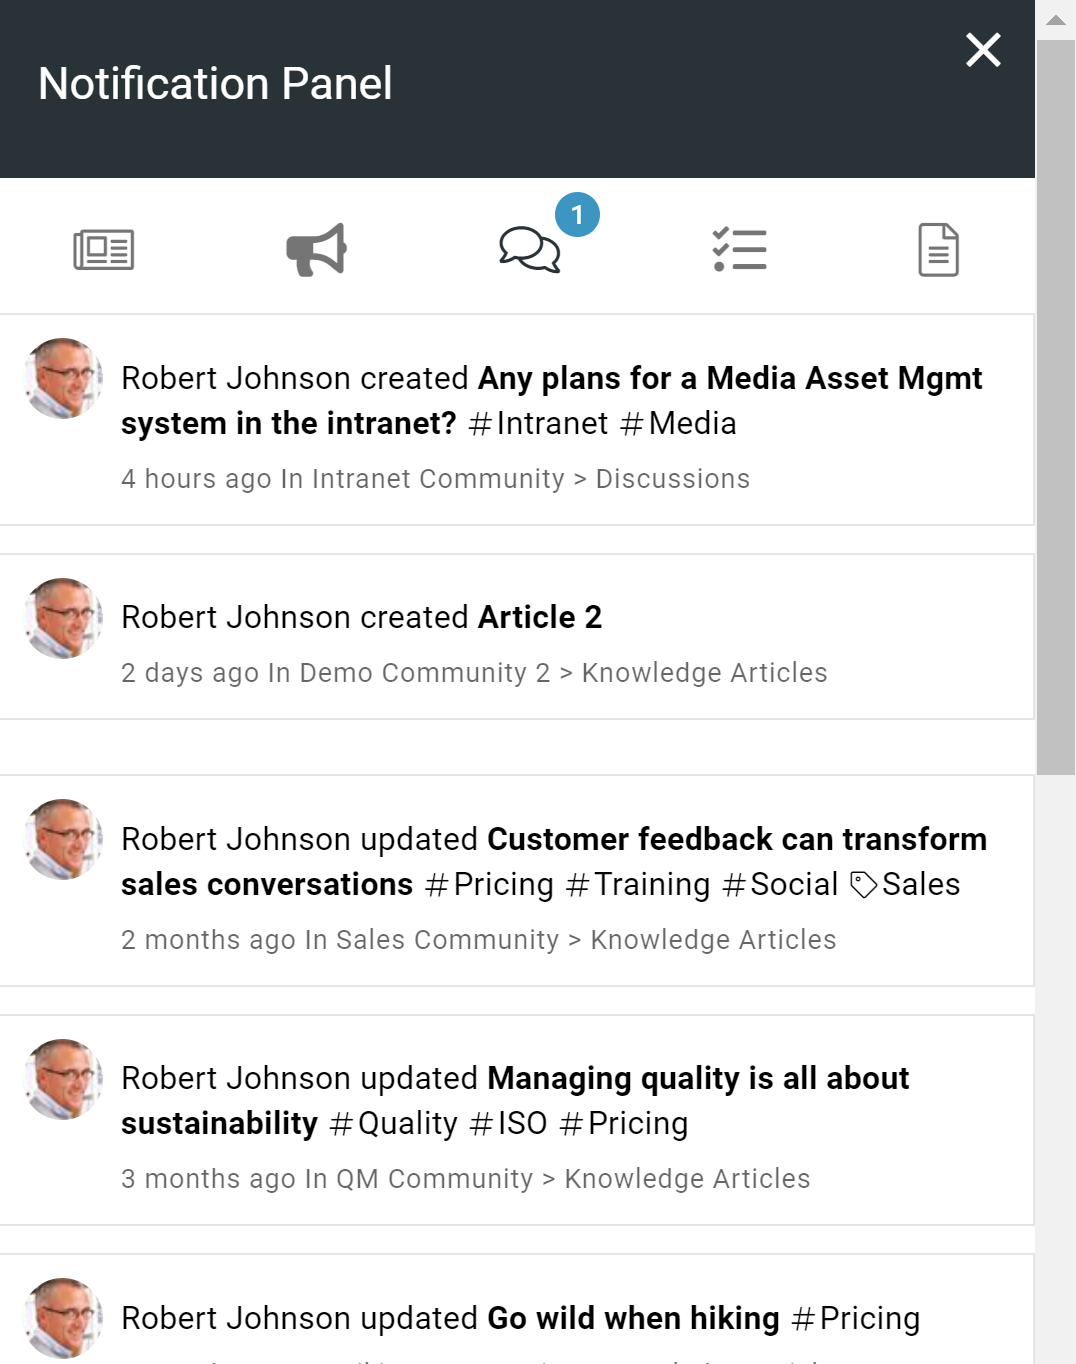 Notification Panel
1
Robert Johnson created Any plans for a Media Asset Mgmt
system in the intranet? #Intranet #Media
4 hours ago In Intranet Community > Discussions
Robert Johnson created Article 2
2 days ago In Demo Community 2 > Knowledge Articles
Robert Johnson updated Customer feedback can transform
sales conversations #Pricing #Training #Social Sales
2 months ago In Sales Community > Knowledge Articles
Robert Johnson updated Managing quality is all about
sustainability #Quality #ISO #Pricing
3 months ago In QM Community > Knowledge Articles
Robert Johnson updated Go wild when hiking #Pricing